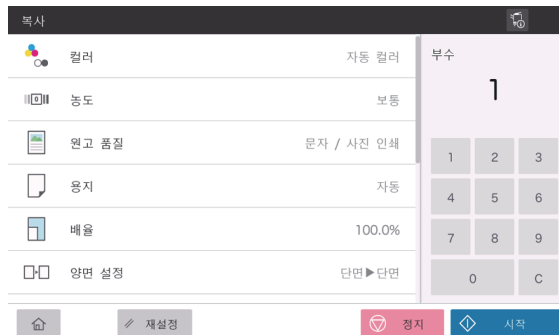 복사
컬러 자동 컬러
농도 보통
원고 품질 문자 / 사진 인쇄
용지 자동
배율 100.0%
양면 설정 단면▶단면
부수
1
1 2 3
4 5 6
7 8 9
0 C
재설정 정지 시작